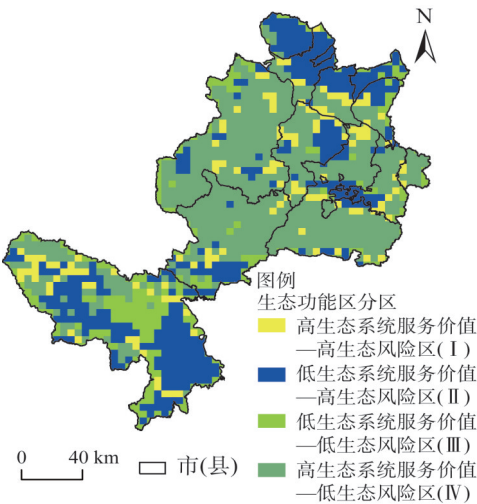 N
图例
生态功能区分区
高生态系统服务价值
—高生态风险区(Ⅰ)
低生态系统服务价值
—高生态风险区(Ⅱ)
低生态系统服务价值
—低生态风险区(Ⅲ)
高生态系统服务价值
—低生态风险区(Ⅳ)
0 40 km 市(县)